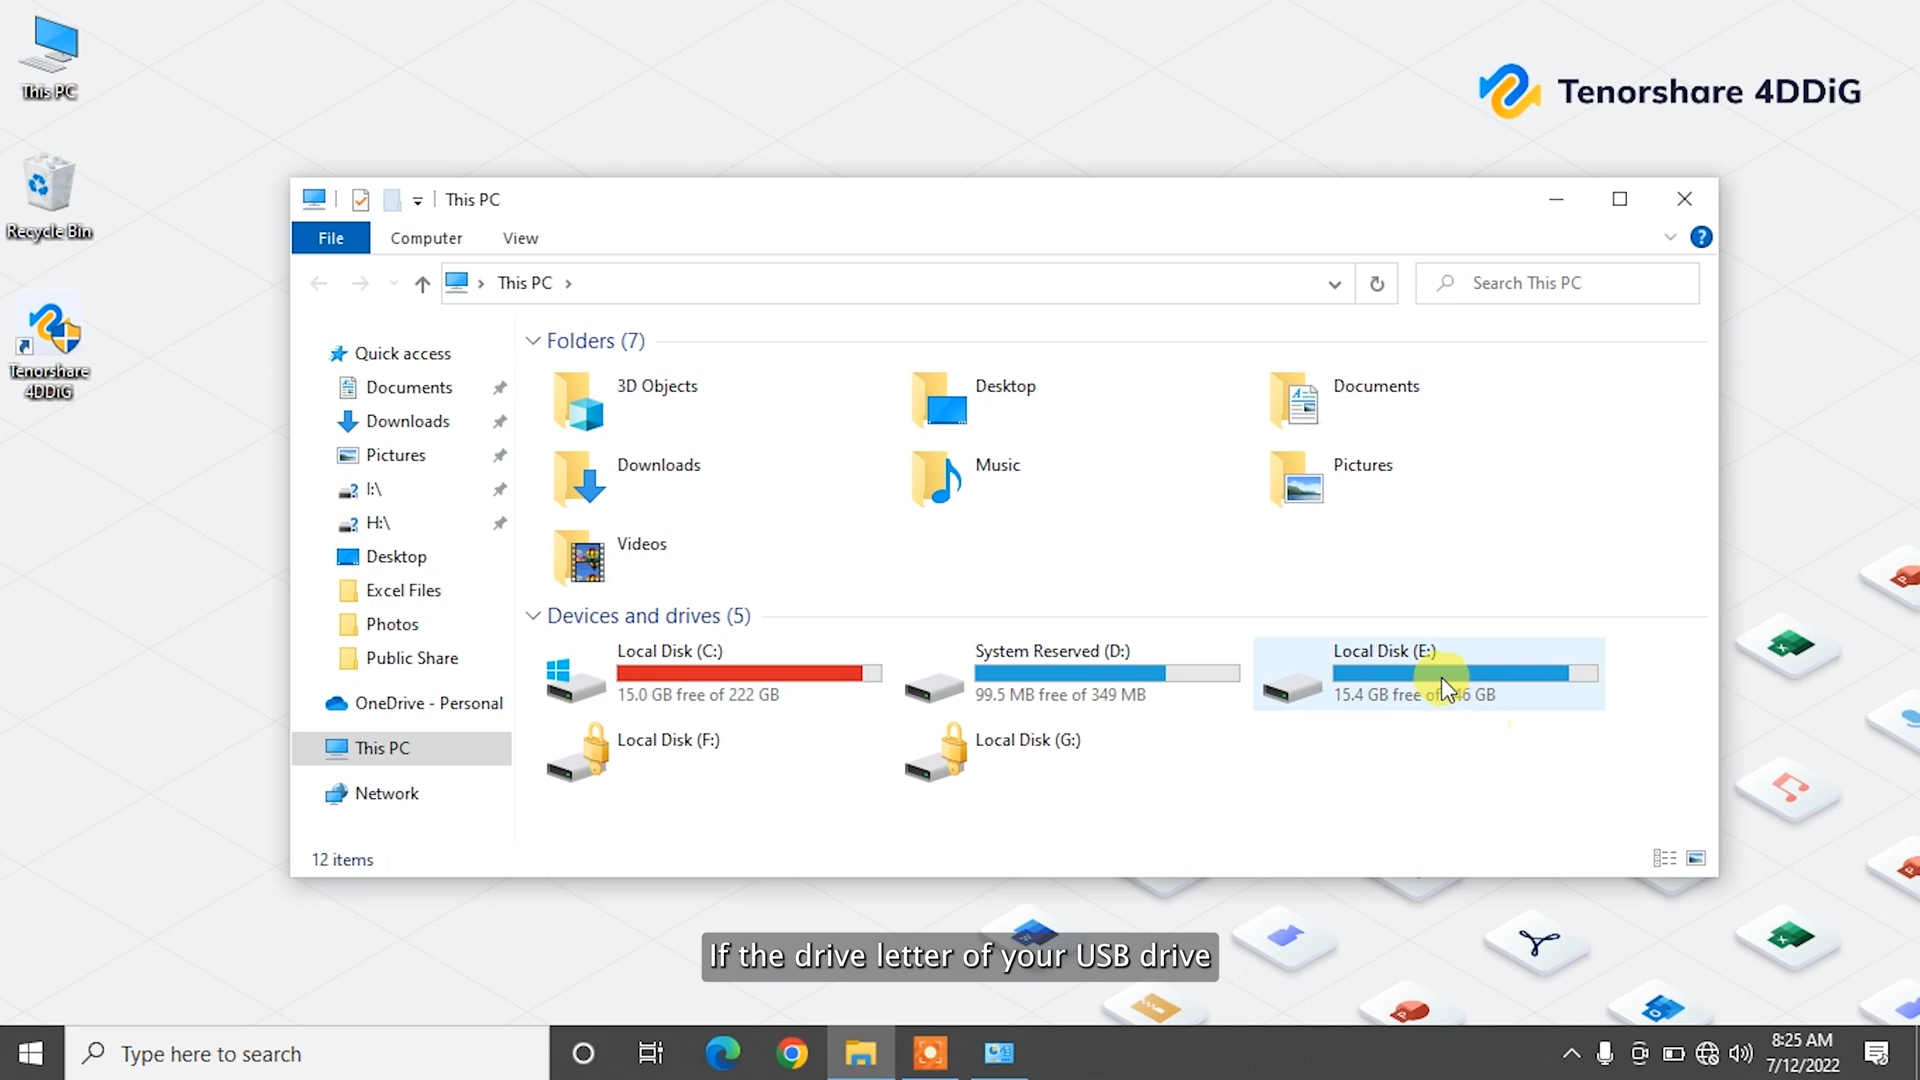 This PC
Recycle Bin
Tenorshare
4DDiG
Tenorshare 4DDiG
This PC
File
Computer
View
This PC
Search This PC
Quick access
Documents
Downloads
Pictures
I:\
H:\
Desktop
Excel Files
Photos
Public Share
OneDrive - Personal
This PC
Network
Folders (7)
3D Objects
Desktop
Documents
Downloads
Music
Pictures
Videos
Devices and drives (5)
Local Disk (C:)
15.0 GB free of 222 GB
System Reserved (D:)
99.5 MB free of 349 MB
Local Disk (E:)
15.4 GB free of
GB
Local Disk (F:)
Local Disk (G:)
12 items
If the drive letter of your USB drive
Type here to search
8:25 AM
7/12/2022